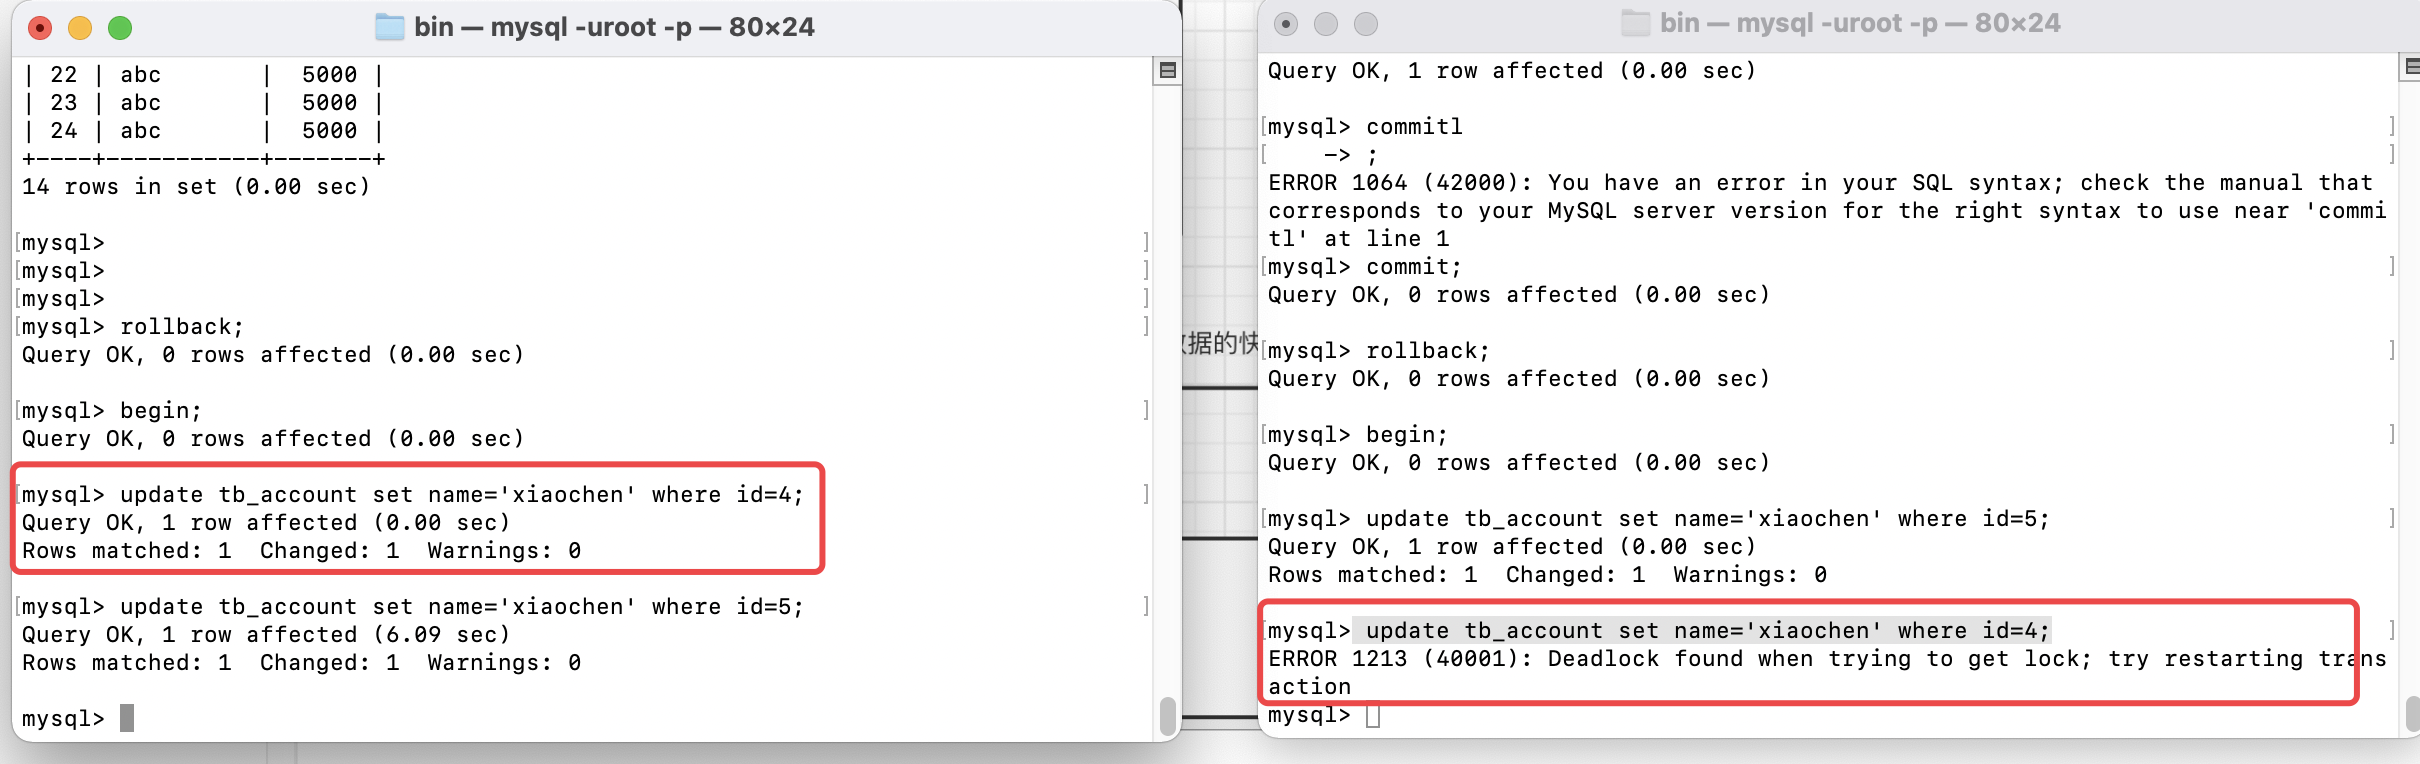 bin — mysql -uroot -p — 80×24
| 22 | abc       |  5000 |
| 23 | abc       |  5000 |
| 24 | abc       |  5000 |
+----+-----------+-------+
14 rows in set (0.00 sec)
mysql>
mysql>
mysql>
mysql> rollback;
Query OK, 0 rows affected (0.00 sec)
mysql> begin;
Query OK, 0 rows affected (0.00 sec)
mysql> update tb_account set name='xiaochen' where id=4;
Query OK, 1 row affected (0.00 sec)
Rows matched: 1  Changed: 1  Warnings: 0
mysql> update tb_account set name='xiaochen' where id=5;
Query OK, 1 row affected (6.09 sec)
Rows matched: 1  Changed: 1  Warnings: 0
mysql>
据的快
bin — mysql -uroot -p — 80×24
Query OK, 1 row affected (0.00 sec)
mysql> commitl
    -> ;
ERROR 1064 (42000): You have an error in your SQL syntax; check the manual that
corresponds to your MySQL server version for the right syntax to use near 'commi
tl' at line 1
mysql> commit;
Query OK, 0 rows affected (0.00 sec)
mysql> rollback;
Query OK, 0 rows affected (0.00 sec)
mysql> begin;
Query OK, 0 rows affected (0.00 sec)
mysql> update tb_account set name='xiaochen' where id=5;
Query OK, 1 row affected (0.00 sec)
Rows matched: 1  Changed: 1  Warnings: 0
mysql> update tb_account set name='xiaochen' where id=4;
ERROR 1213 (40001): Deadlock found when trying to get lock; try restarting trans
action
mysql>